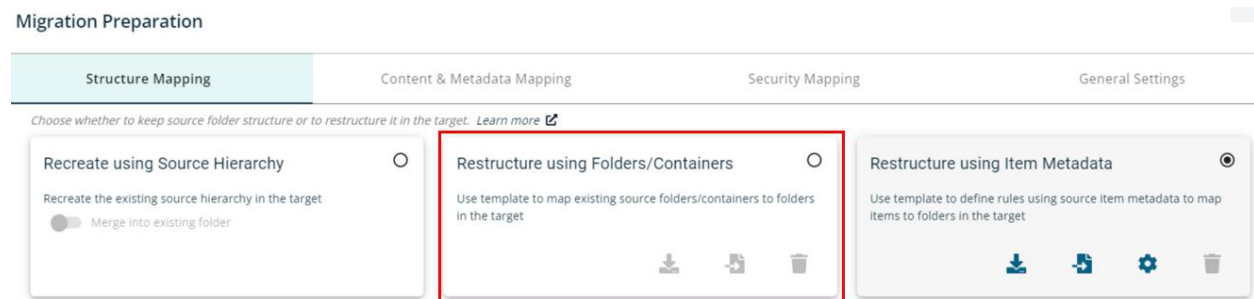 Migration Preparation
Structure Mapping
Content & Metadata Mapping
Security Mapping
General Settings
Choose whether to keep source folder structure or to restructure it in the target. Learn more
Recreate using Source Hierarchy
Recreate the existing source hierarchy in the target
Merge into existing folder
Restructure using Folders/Containers
Use template to map existing source folders/containers to folders
in the target
Restructure using Item Metadata
Use template to define rules using source item metadata to map
items to folders in the target